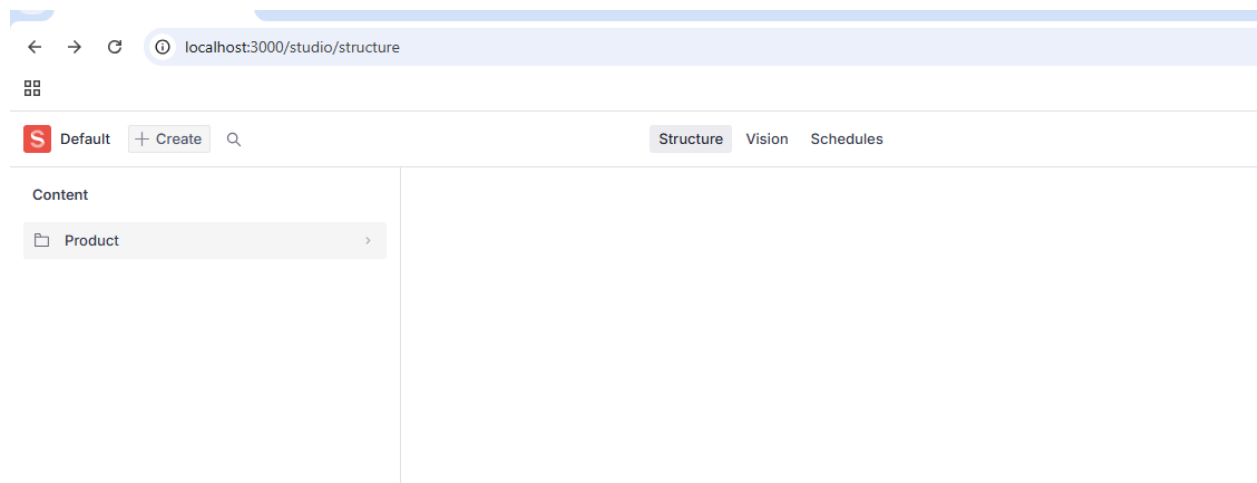 localhost:3000/studio/structure
S Default + Create Structure Vision Schedules
Content
Product